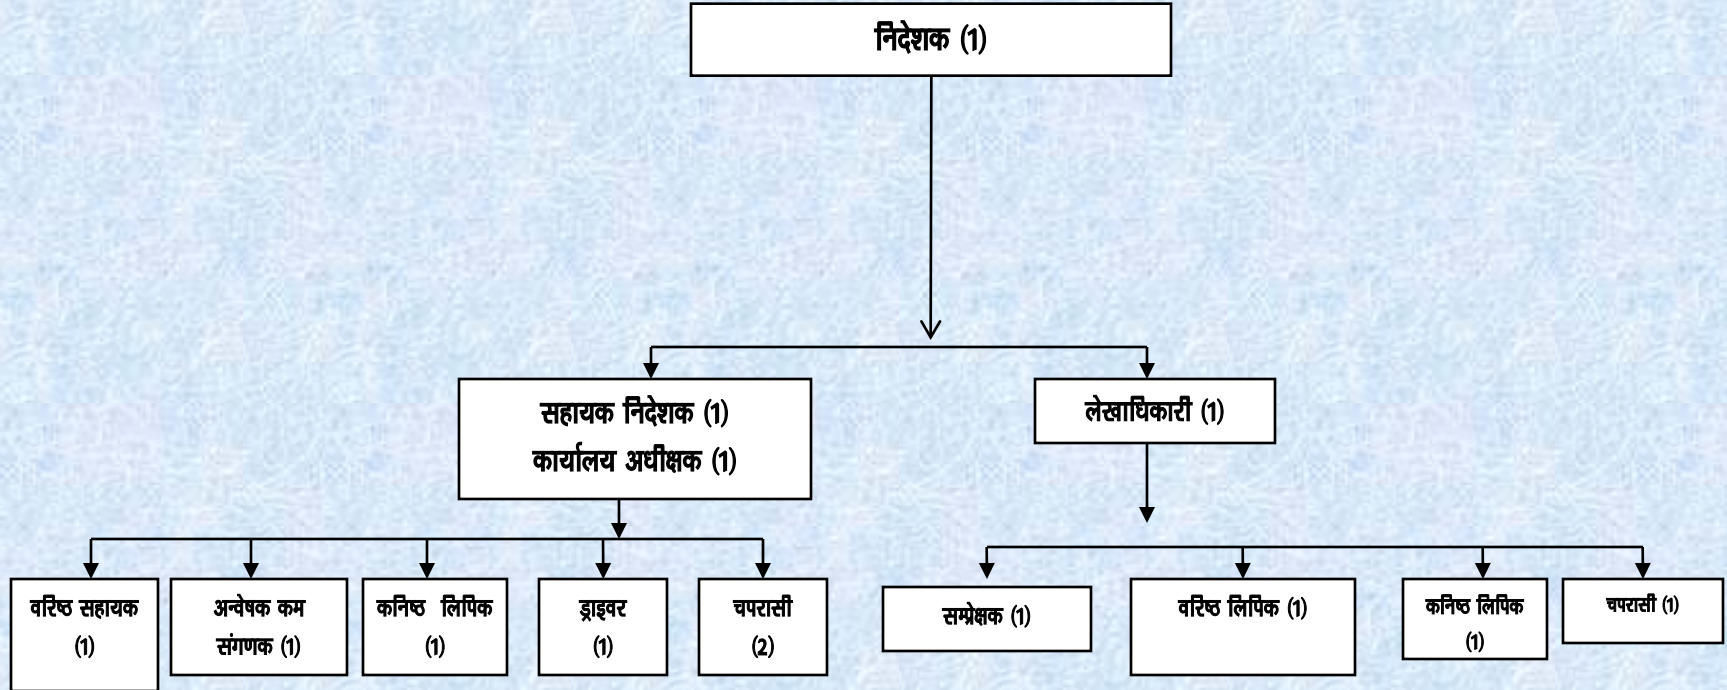 निदेशक (1)
सहायक निदेशक (1)
कार्यालय अधीक्षक (1)
लेखाधिकारी (1)
वरिष्ठ सहायक
(1)
अन्वेषक कम
संगणक (1)
कनिष्ठ लिपिक
(1)
ड्राइवर
(1)
चपरासी
(2)
सम्प्रेक्षक (1)
वरिष्ठ लिपिक (1)
कनिष्ठ लिपिक
(1)
चपरासी (1)